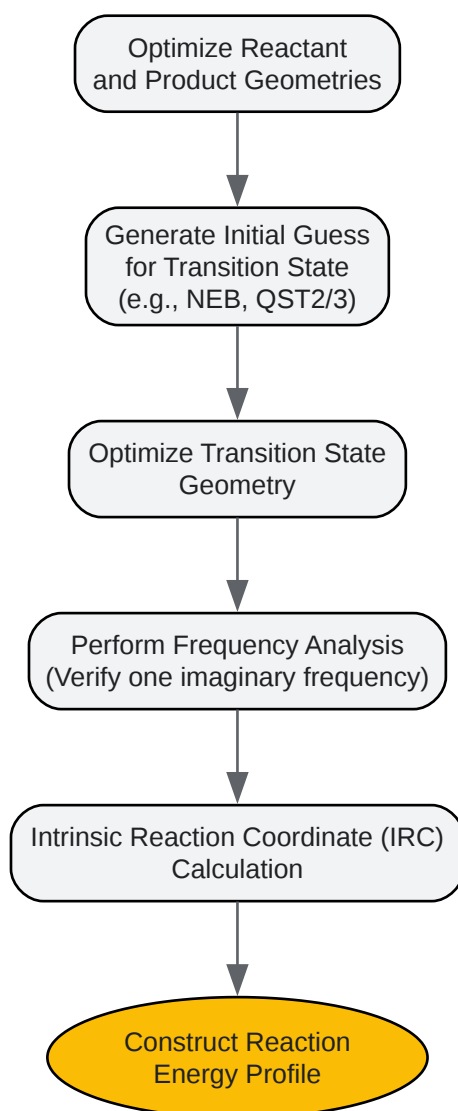 Optimize Reactant
and Product Geometries
Generate Initial Guess
for Transition State
(e.g., NEB, QST2/3)
Optimize Transition State
Geometry
Perform Frequency Analysis
(Verify one imaginary frequency)
Intrinsic Reaction Coordinate (IRC)
Calculation
Construct Reaction
Energy Profile